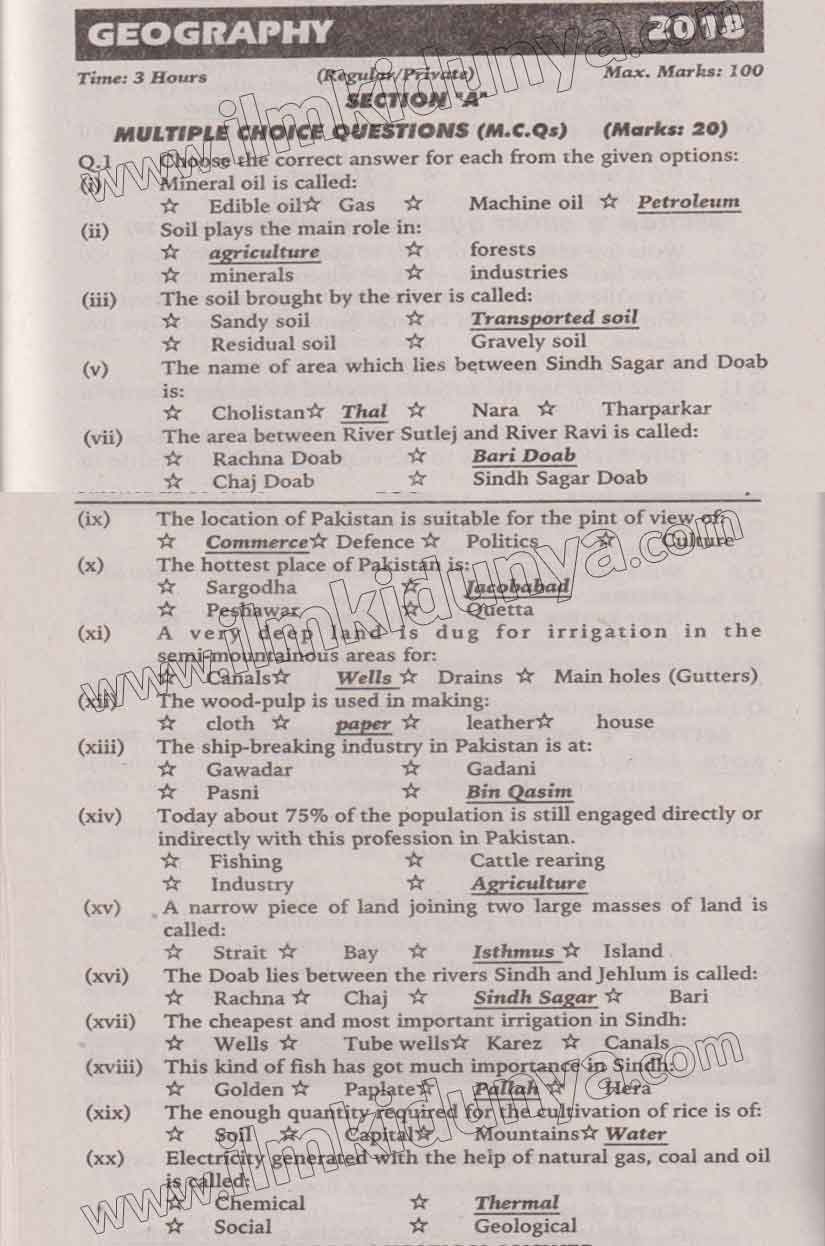 GEOGRAPHY 2018
Time: 3 Hours (Regular/Private) Max. Marks: 100
SECTION "A"
MULTIPLE CHOICE QUESTIONS (M.C.Qs) (Marks: 20)
Q.1 Choose the correct answer for each from the given options:
(i) Mineral oil is called:
☆ Edible oil ☆ Gas ☆ Machine oil ☆ Petroleum
(ii) Soil plays the main role in:
☆ agriculture ☆ forests
☆ minerals ☆ industries
(iii) The soil brought by the river is called:
☆ Sandy soil ☆ Transported soil
☆ Residual soil ☆ Gravely soil
(v) The name of area which lies between Sindh Sagar and Doab
is:
☆ Cholistan ☆ Thal ☆ Nara ☆ Tharparkar
(vii) The area between River Sutlej and River Ravi is called:
☆ Rachna Doab ☆ Bari Doab
☆ Chaj Doab ☆ Sindh Sagar Doab
(ix) The location of Pakistan is suitable for the pint of view of:
☆ Commerce ☆ Defence ☆ Politics ☆ Culture
(x) The hottest place of Pakistan is:
☆ Sargodha ☆ Jacobabad
☆ Peshawar ☆ Quetta
(xi) A very deep land is dug for irrigation in the
semi-mountainous areas for:
☆ Canals ☆ Wells ☆ Drains ☆ Main holes (Gutters)
(xii) The wood-pulp is used in making:
☆ cloth ☆ paper ☆ leather ☆ house
(xiii) The ship-breaking industry in Pakistan is at:
☆ Gawadar ☆ Gadani
☆ Pasni ☆ Bin Qasim
(xiv) Today about 75% of the population is still engaged directly or
indirectly with this profession in Pakistan.
☆ Fishing ☆ Cattle rearing
☆ Industry ☆ Agriculture
(xv) A narrow piece of land joining two large masses of land is
called:
☆ Strait ☆ Bay ☆ Isthmus ☆ Island
(xvi) The Doab lies between the rivers Sindh and Jehlum is called:
☆ Rachna ☆ Chaj ☆ Sindh Sagar ☆ Bari
(xvii) The cheapest and most important irrigation in Sindh:
☆ Wells ☆ Tube wells ☆ Karez ☆ Canals
(xviii) This kind of fish has got much importance in Sindh:
☆ Golden ☆ Paplate ☆ Pallah ☆ Hera
(xix) The enough quantity required for the cultivation of rice is of:
☆ Soil ☆ Capital ☆ Mountains ☆ Water
(xx) Electricity generated with the help of natural gas, coal and oil
is called:
☆ Chemical ☆ Thermal
☆ Social ☆ Geological
www.ilmkidunya.com
www.ilmkidunya.com
www.ilmkidunya.com